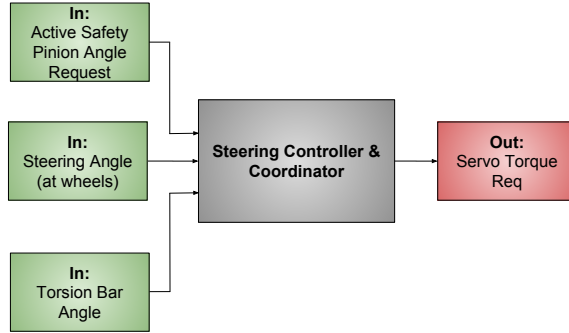 In:
Active Safety
Pinion Angle
Request
In:
Steering Angle
(at wheels)
In:
Torsion Bar
Angle
Steering Controller &
Coordinator
Out:
Servo Torque
Req